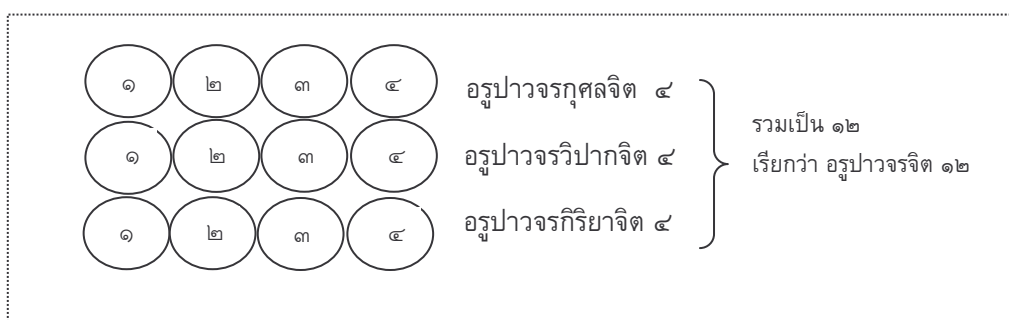 ๑ ๒ ๓ ๔ อรูปาวจรกุศลจิต ๔
๑ ๒ ๓ ๔ อรูปาวจรวิปากจิต ๔
๑ ๒ ๓ ๔ อรูปาวจรกิริยาจิต ๔
รวมเป็น ๑๒
เรียกว่า อรูปาวจรจิต ๑๒